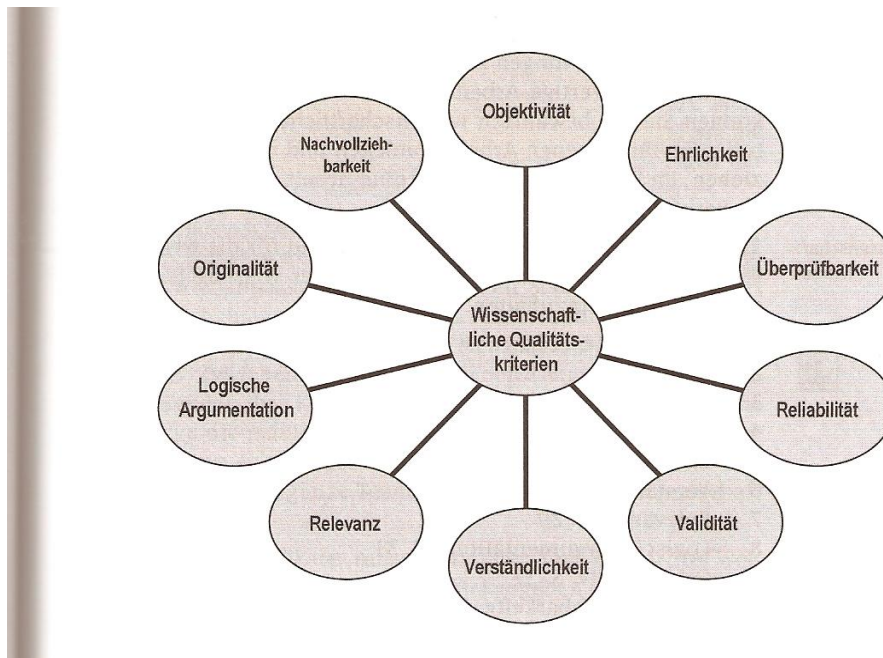 Objektivität
Ehrlichkeit
Überprüfbarkeit
Reliabilität
Validität
Verständlichkeit
Relevanz
Logische
Argumentation
Originalität
Nachvollzieh-
barkeit
Wissenschaft-
liche Qualitäts-
kriterien